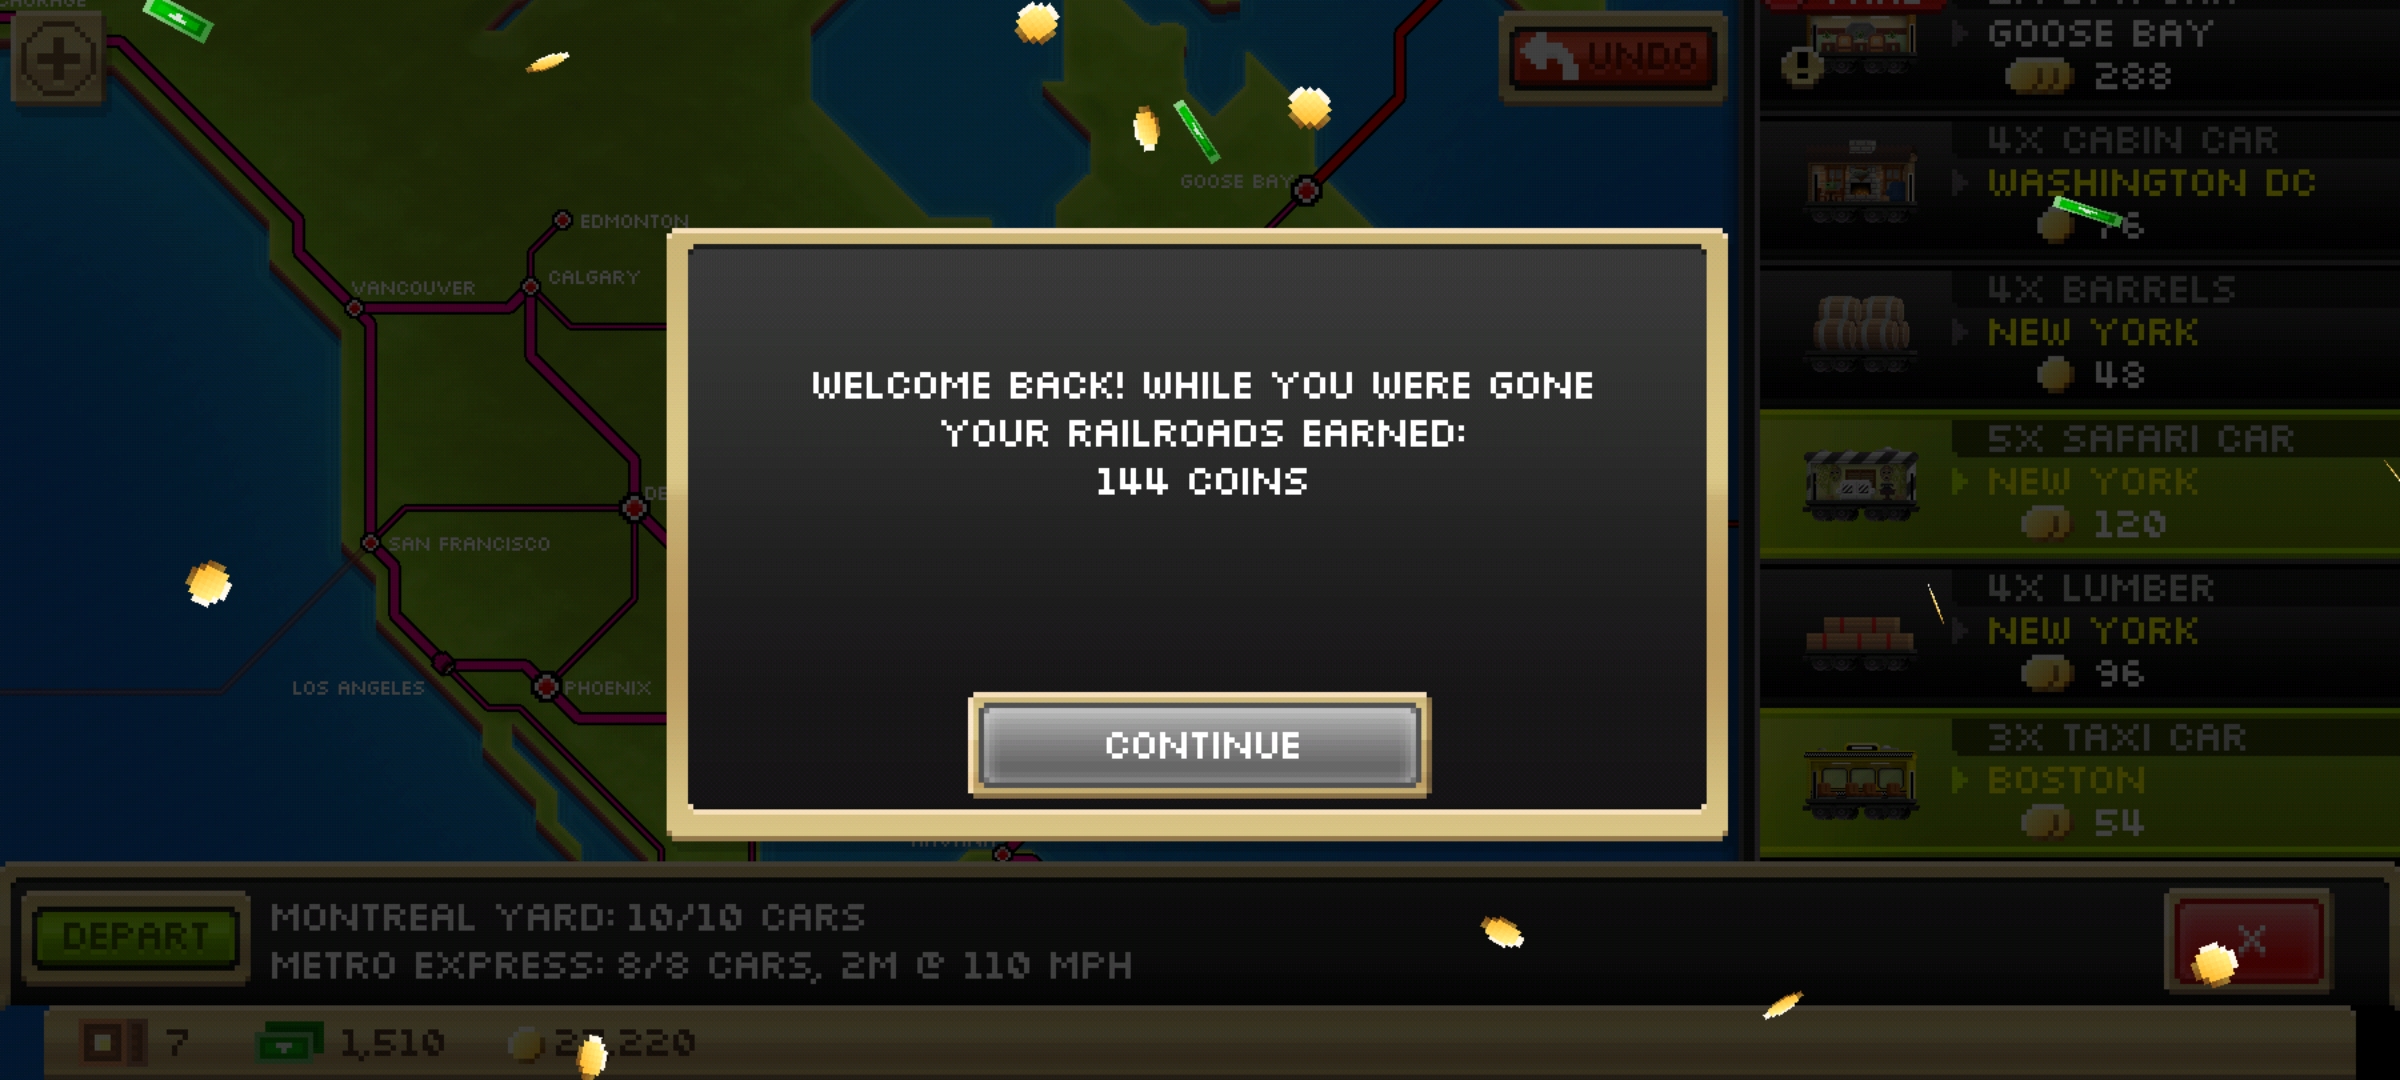 UNDO
GOOSE BAY
288
4X CABIN CAR
WASHINGTON DC
76
4X BARRELS
NEW YORK
48
5X SAFARI CAR
NEW YORK
120
4X LUMBER
NEW YORK
96
3X TAXI CAR
BOSTON
54
GOOSE BAY
EDMONTON
CALGARY
VANCOUVER
SAN FRANCISCO
LOS ANGELES
PHOENIX
WELCOME BACK! WHILE YOU WERE GONE
YOUR RAILROADS EARNED:
144 COINS
CONTINUE
DEPART
MONTREAL YARD: 10/10 CARS
METRO EXPRESS: 8/8 CARS, 2M @ 110 MPH
X
7
1,510